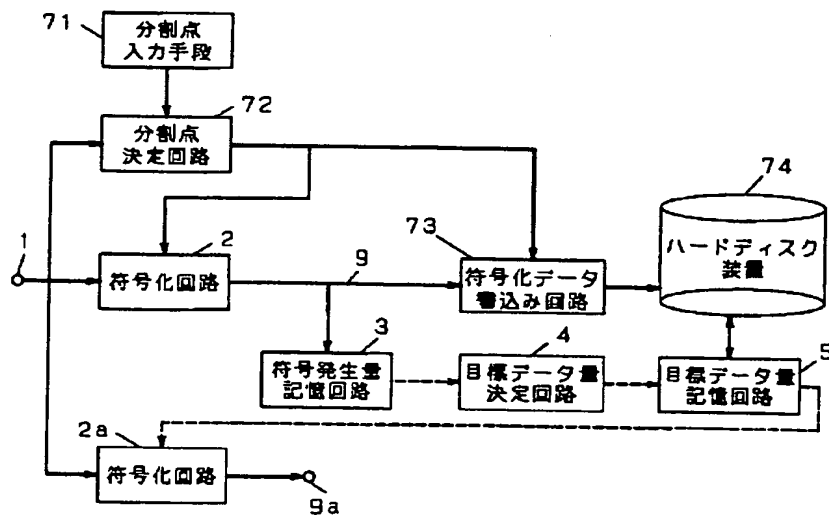 71
分割点
入力手段
72
分割点
決定回路
74
ハードディスク
装置
1
2
符号化回路
9
73
符号化データ
書込み回路
3
符号発生量
記憶回路
4
目標データ量
決定回路
5
目標データ量
記憶回路
2a
符号化回路
9a